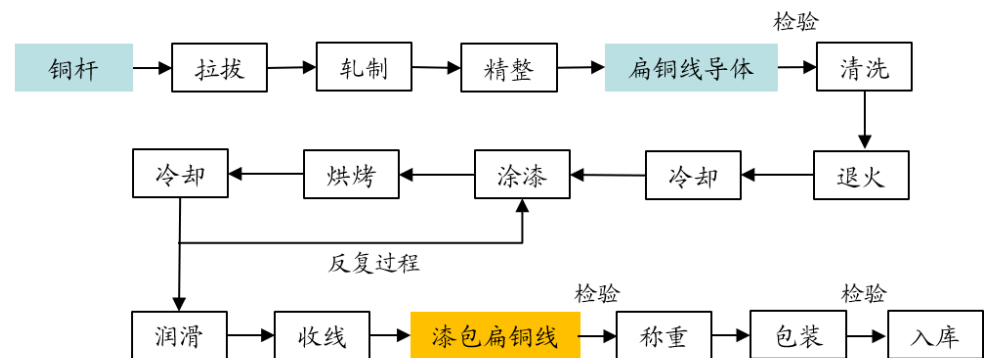 检验
铜杆
拉拔
轧制
精整
扁铜线导体
清洗
冷却
烘烤
涂漆
冷却
退火
反复过程
检验
检验
润滑
收线
漆包扁铜线
称重
包装
入库